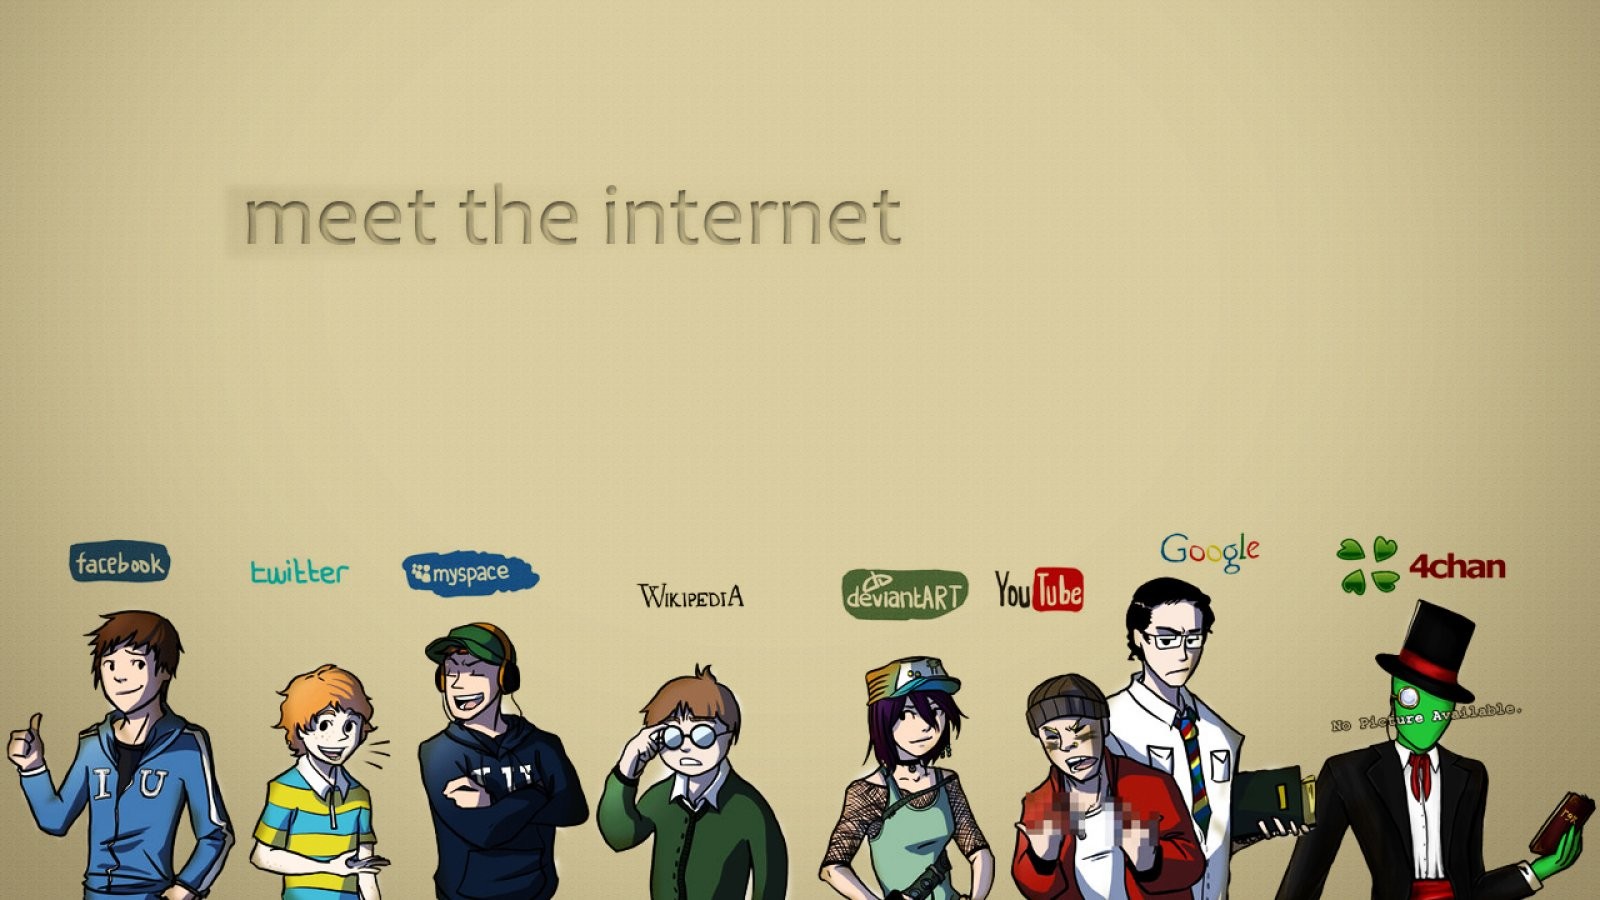 meet the internet
facebook
twitter
myspace
WIKIPEDIA
deviantART
YouTube
Google
4chan
No Picture Available.
I U